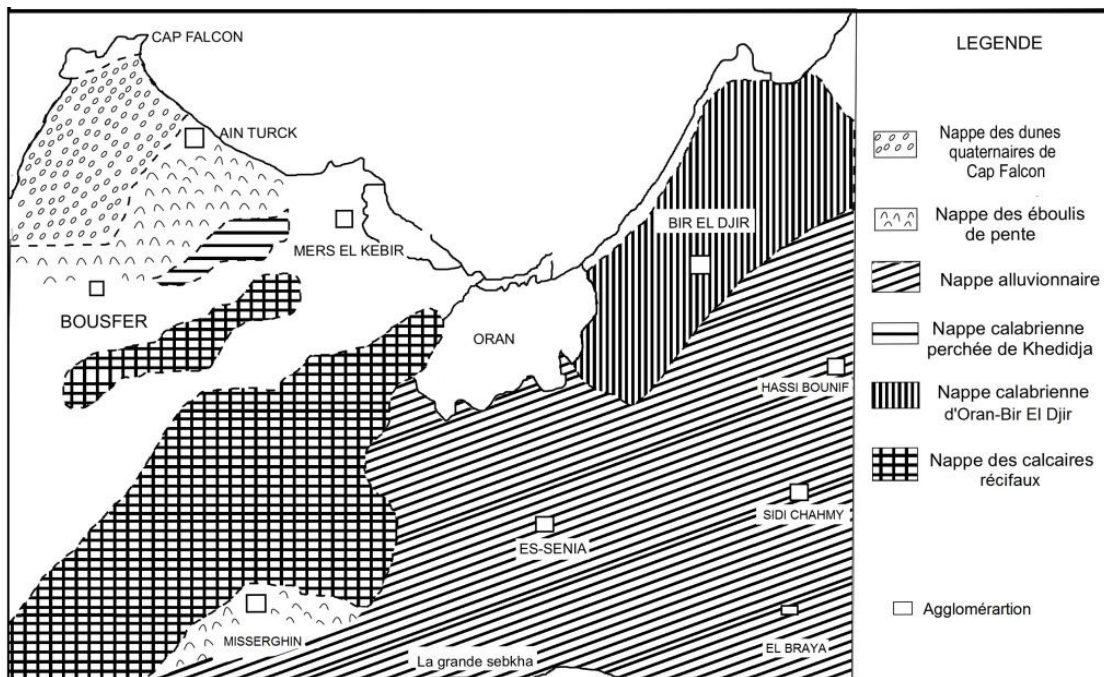 CAP FALCON
AIN TURCK
MERS EL KEBIR
BOUSFER
BIR EL DJIR
ORAN
HASSI BOUNIF
SIDI CHAHMY
ES-SENIA
MISSERGHIN
EL BRAYA
La grande sebkha
LEGENDE
Nappe des dunes
quaternaires de
Cap Falcon
Nappe des éboulis
de pente
Nappe alluvionnaire
Nappe calabrienne
perchée de Khedidja
Nappe calabrienne
d'Oran-Bir El Djir
Nappe des calcaires
récifaux
Agglomérartion